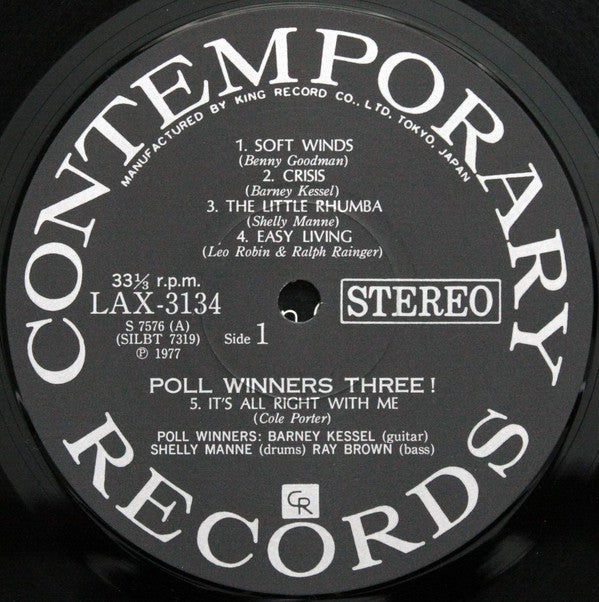 CONTEMPORARY
MANUFACTURED BY KING RECORD CO., LTD, TOKYO, JAPAN
1. SOFT WINDS
(Benny Goodman)
2. CRISIS
(Barney Kessel)
3. THE LITTLE RHUMBA
(Shelly Manne)
4. EASY LIVING
(Leo Robin & Ralph Rainger)
33⅓ r.p.m.
LAX-3134
STEREO
S 7576 (A)
(SILBT 7319)
Side 1
℗ 1977
POLL WINNERS THREE!
5. IT'S ALL RIGHT WITH ME
(Cole Porter)
POLL WINNERS: BARNEY KESSEL (guitar)
SHELLY MANNE (drums) RAY BROWN (bass)
CR
RECORDS